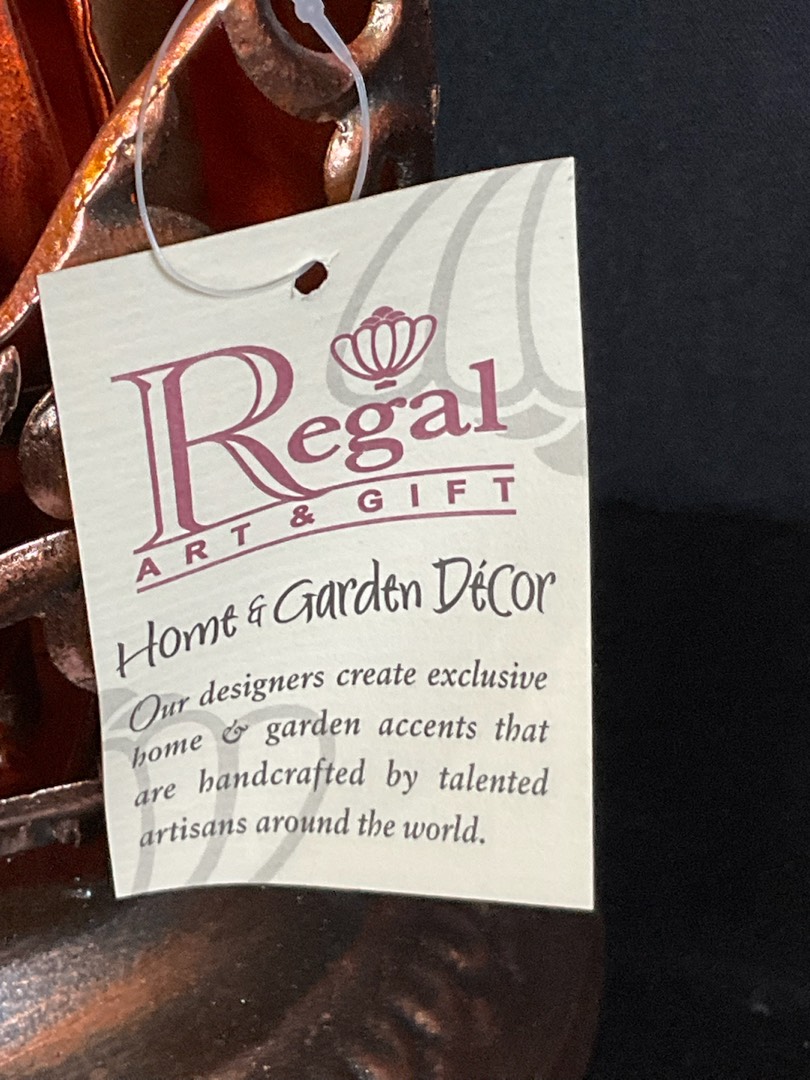 Regal
ART & GIFT
Home & Garden Décor
Our designers create exclusive
home & garden accents that
are handcrafted by talented
artisans around the world.